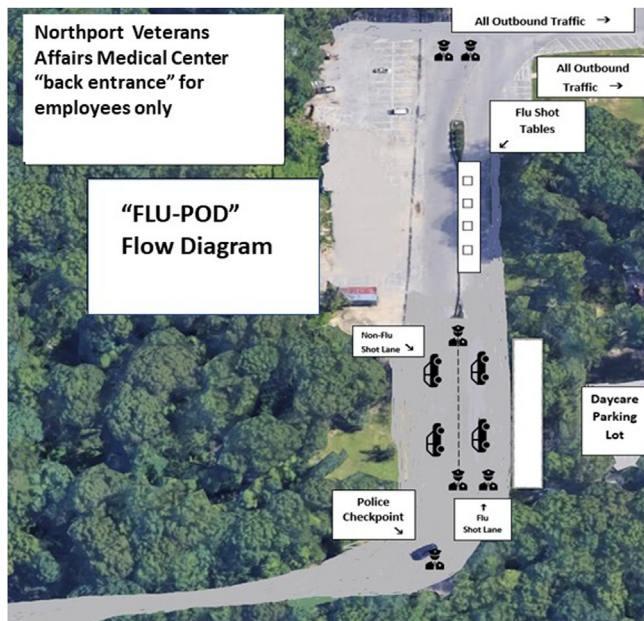 Northport Veterans
Affairs Medical Center
“back entrance” for
employees only
All Outbound Traffic →
All Outbound
Traffic →
Flu Shot
Tables
↙
“FLU-POD”
Flow Diagram
Non-Flu
Shot Lane ↘
Daycare
Parking
Lot
Police
Checkpoint
↘
↑
Flu
Shot Lane